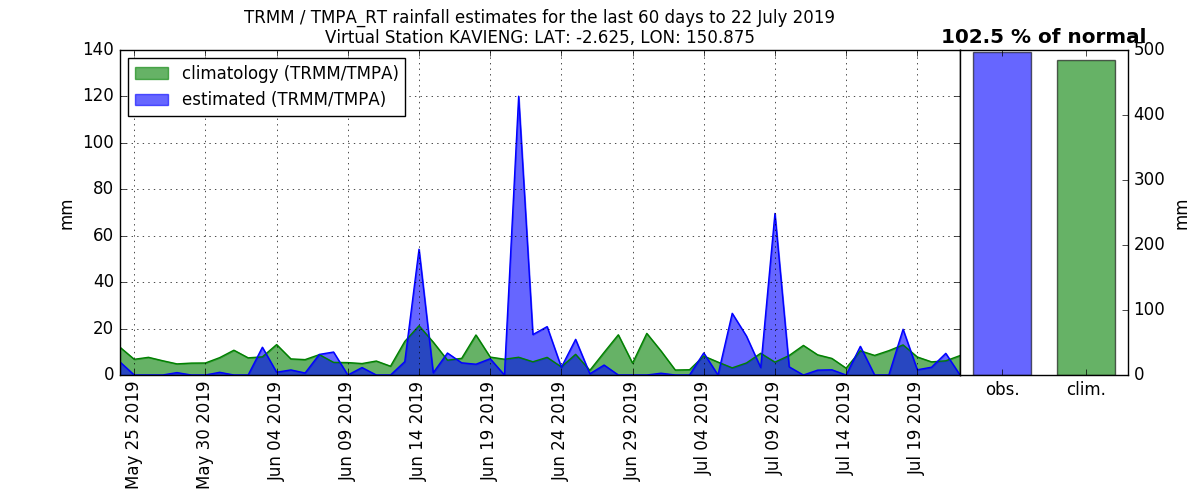 TRMM / TMPA_RT rainfall estimates for the last 60 days to 22 July 2019
Virtual Station KAVIENG: LAT: -2.625, LON: 150.875
102.5 % of normal
climatology (TRMM/TMPA)
estimated (TRMM/TMPA)
140
120
100
80
60
40
20
0
mm
May 25 2019
May 30 2019
Jun 04 2019
Jun 09 2019
Jun 14 2019
Jun 19 2019
Jun 24 2019
Jun 29 2019
Jul 04 2019
Jul 09 2019
Jul 14 2019
Jul 19 2019
obs.
clim.
500
400
300
200
100
0
mm